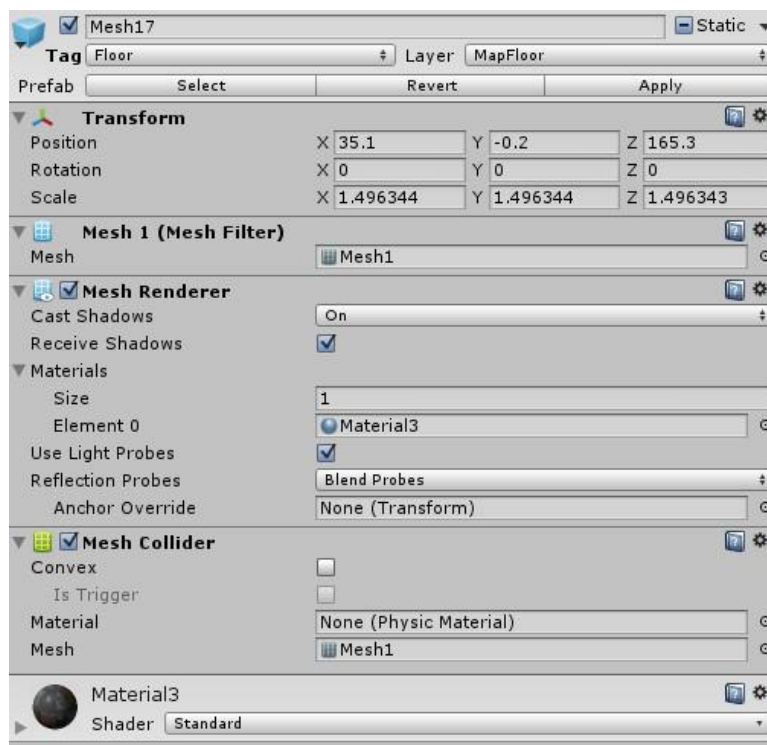 Mesh17 Static
Tag Floor Layer MapFloor
Prefab Select Revert Apply
Transform
Position X 35.1 Y -0.2 Z 165.3
Rotation X 0 Y 0 Z 0
Scale X 1.496344 Y 1.496344 Z 1.496343
Mesh 1 (Mesh Filter)
Mesh Mesh1
Mesh Renderer
Cast Shadows On
Receive Shadows
Materials
Size 1
Element 0 Material3
Use Light Probes
Reflection Probes Blend Probes
Anchor Override None (Transform)
Mesh Collider
Convex
Is Trigger
Material None (Physic Material)
Mesh Mesh1
Material3
Shader Standard